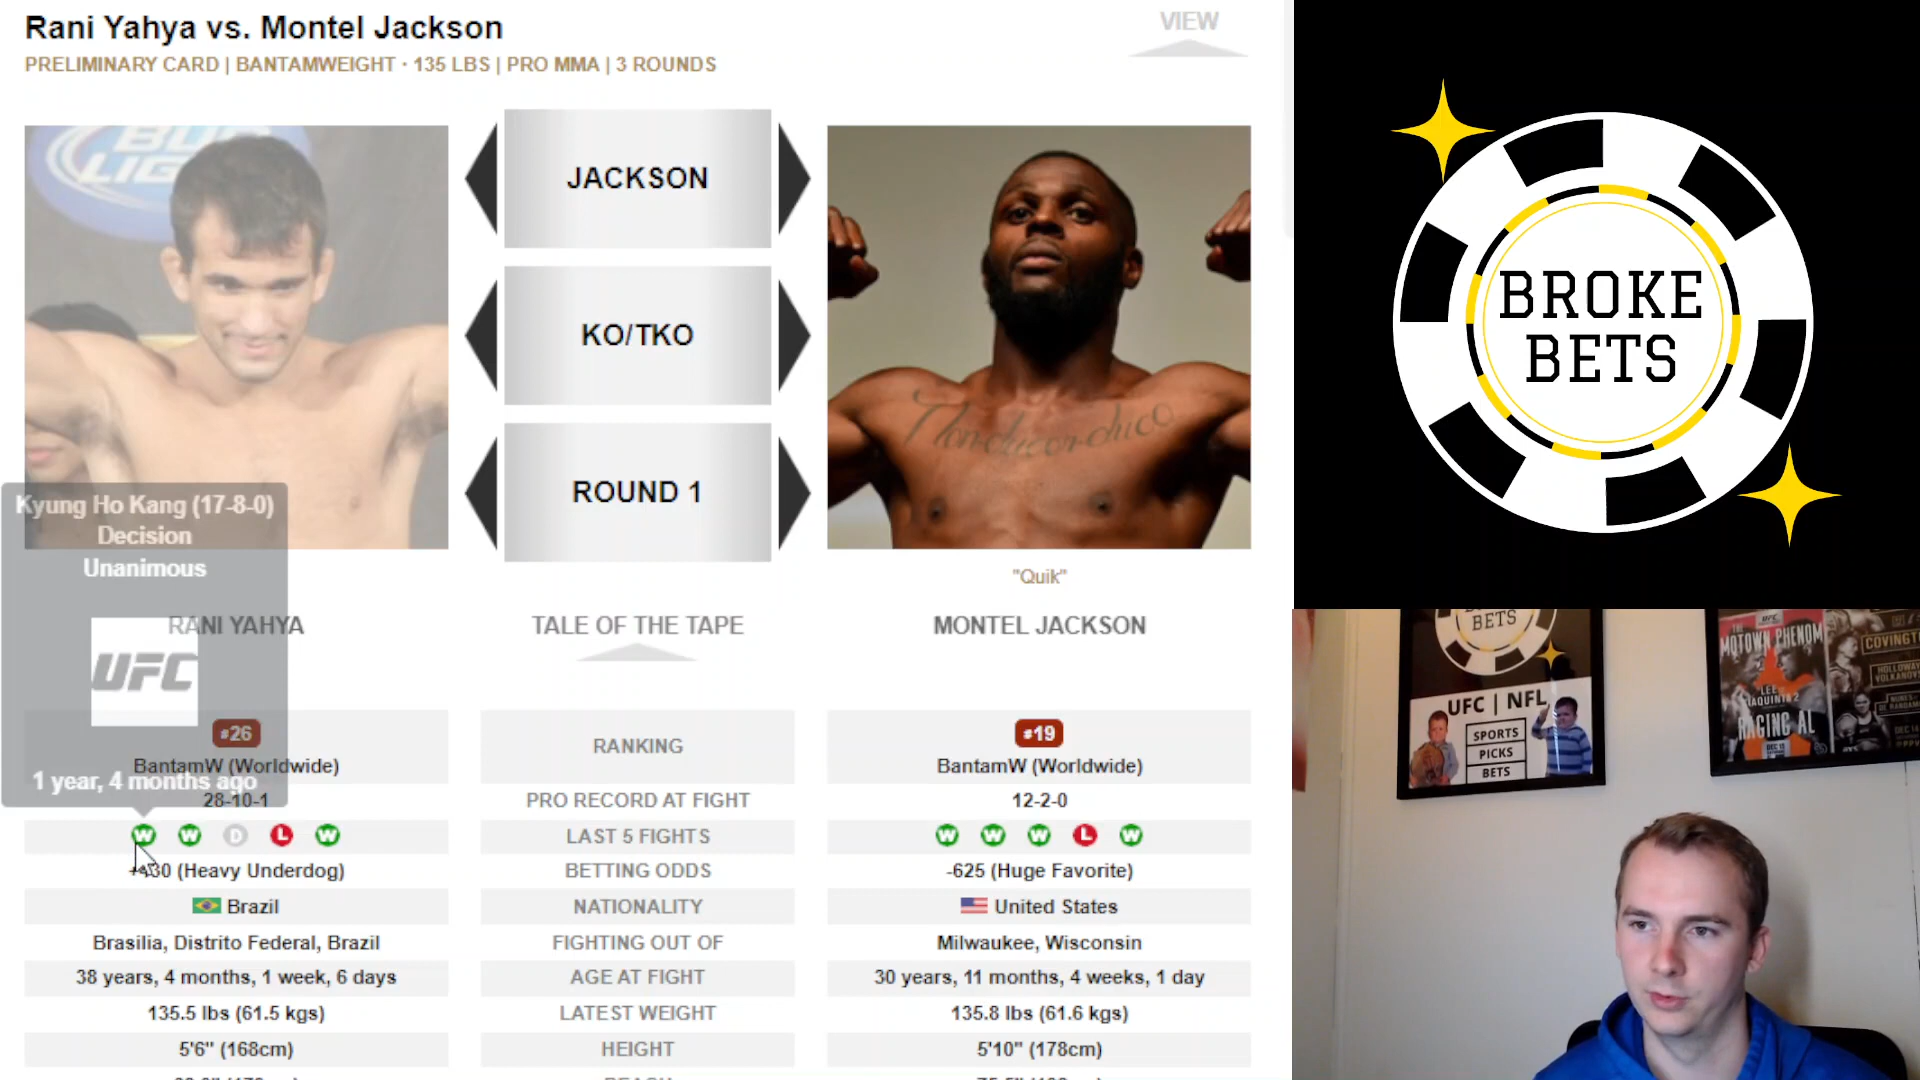 Rani Yahya vs. Montel Jackson
PRELIMINARY CARD | BANTAMWEIGHT · 135 LBS | PRO MMA | 3 ROUNDS
VIEW
JACKSON
KO/TKO
ROUND 1
"Quik"
Kyung Ho Kang (17-8-0)
Decision
Unanimous
UFC
1 year, 4 months ago
RANI YAHYA
TALE OF THE TAPE
MONTEL JACKSON
#26
BantamW (Worldwide)
RANKING
#19
BantamW (Worldwide)
28-10-1
PRO RECORD AT FIGHT
12-2-0
W W D L W
LAST 5 FIGHTS
W W W L W
(Heavy Underdog)
BETTING ODDS
-625 (Huge Favorite)
Brazil
NATIONALITY
United States
Brasilia, Distrito Federal, Brazil
FIGHTING OUT OF
Milwaukee, Wisconsin
38 years, 4 months, 1 week, 6 days
AGE AT FIGHT
30 years, 11 months, 4 weeks, 1 day
135.5 lbs (61.5 kgs)
LATEST WEIGHT
135.8 lbs (61.6 kgs)
5'6" (168cm)
HEIGHT
5'10" (178cm)
BROKE
BETS
BETS
UFC | NFL
SPORTS
PICKS
BETS
MOTOWN PHENOM
LEE
IAQUINTA 2
RAGING AL
COVINGTON
HOLLOWAY